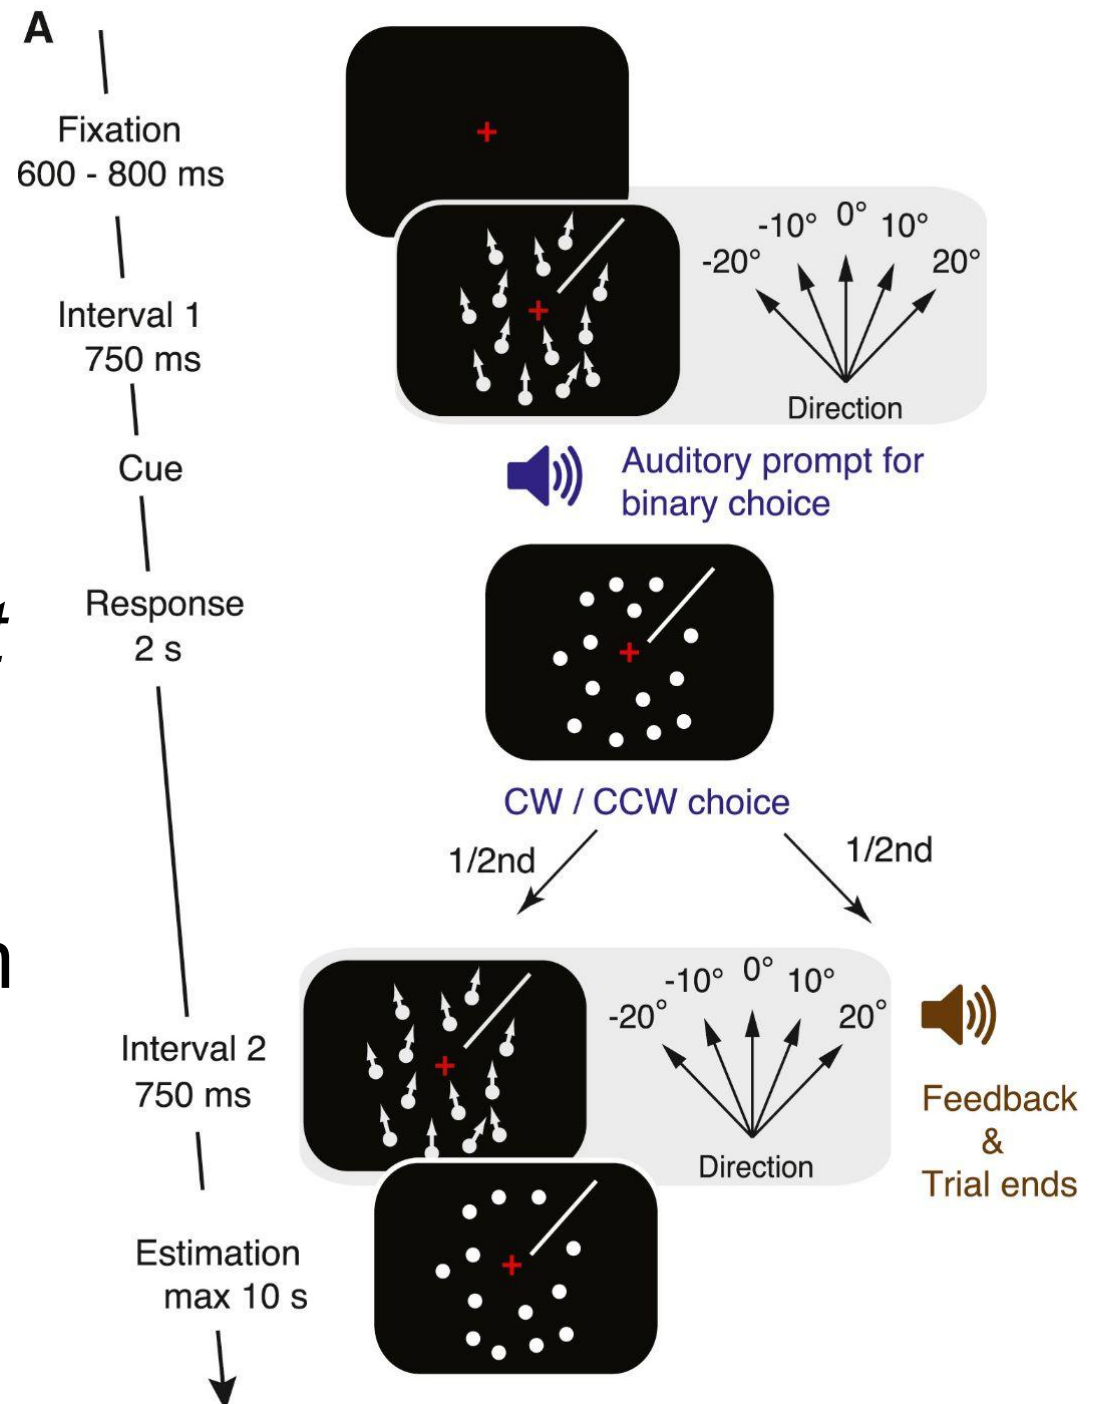 A
Fixation
600 - 800 ms
-20°
-10°
0°
10°
20°
Interval 1
750 ms
Direction
Cue
Auditory prompt for
binary choice
Response
2 s
CW / CCW choice
1/2nd
1/2nd
-20°
-10°
0°
10°
20°
Interval 2
750 ms
Direction
Feedback
&
Trial ends
Estimation
max 10 s